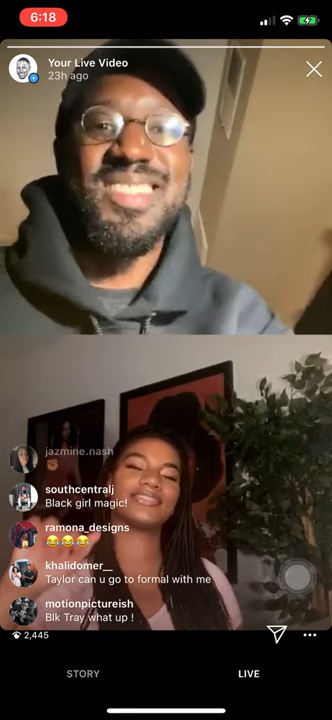 6:18
Your Live Video
23h ago
jazmine.nash
southcentralj
Black girl magic!
ramona_designs
😂😂😂
khalidomer__
Taylor can u go to formal with me
motionpictureish
Blk Tray what up !
2,445
STORY
LIVE